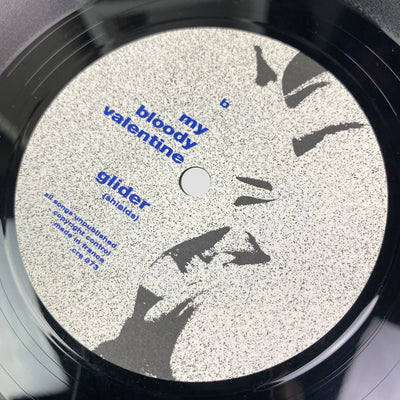 b
my
bloody
valentine
glider
(shields)
all songs unpublished
copyright control
made in france
cre 073